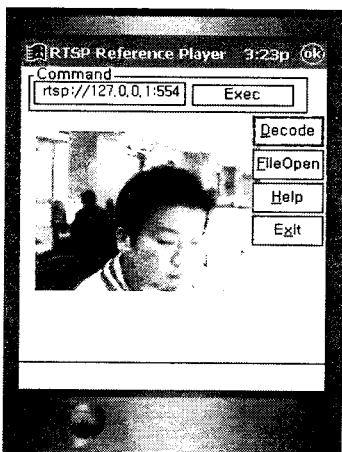 RTSP Reference Player 3:23p ok
Command
rtsp://127,0,0,1:554 Exec
Decode
FileOpen
Help
Exit